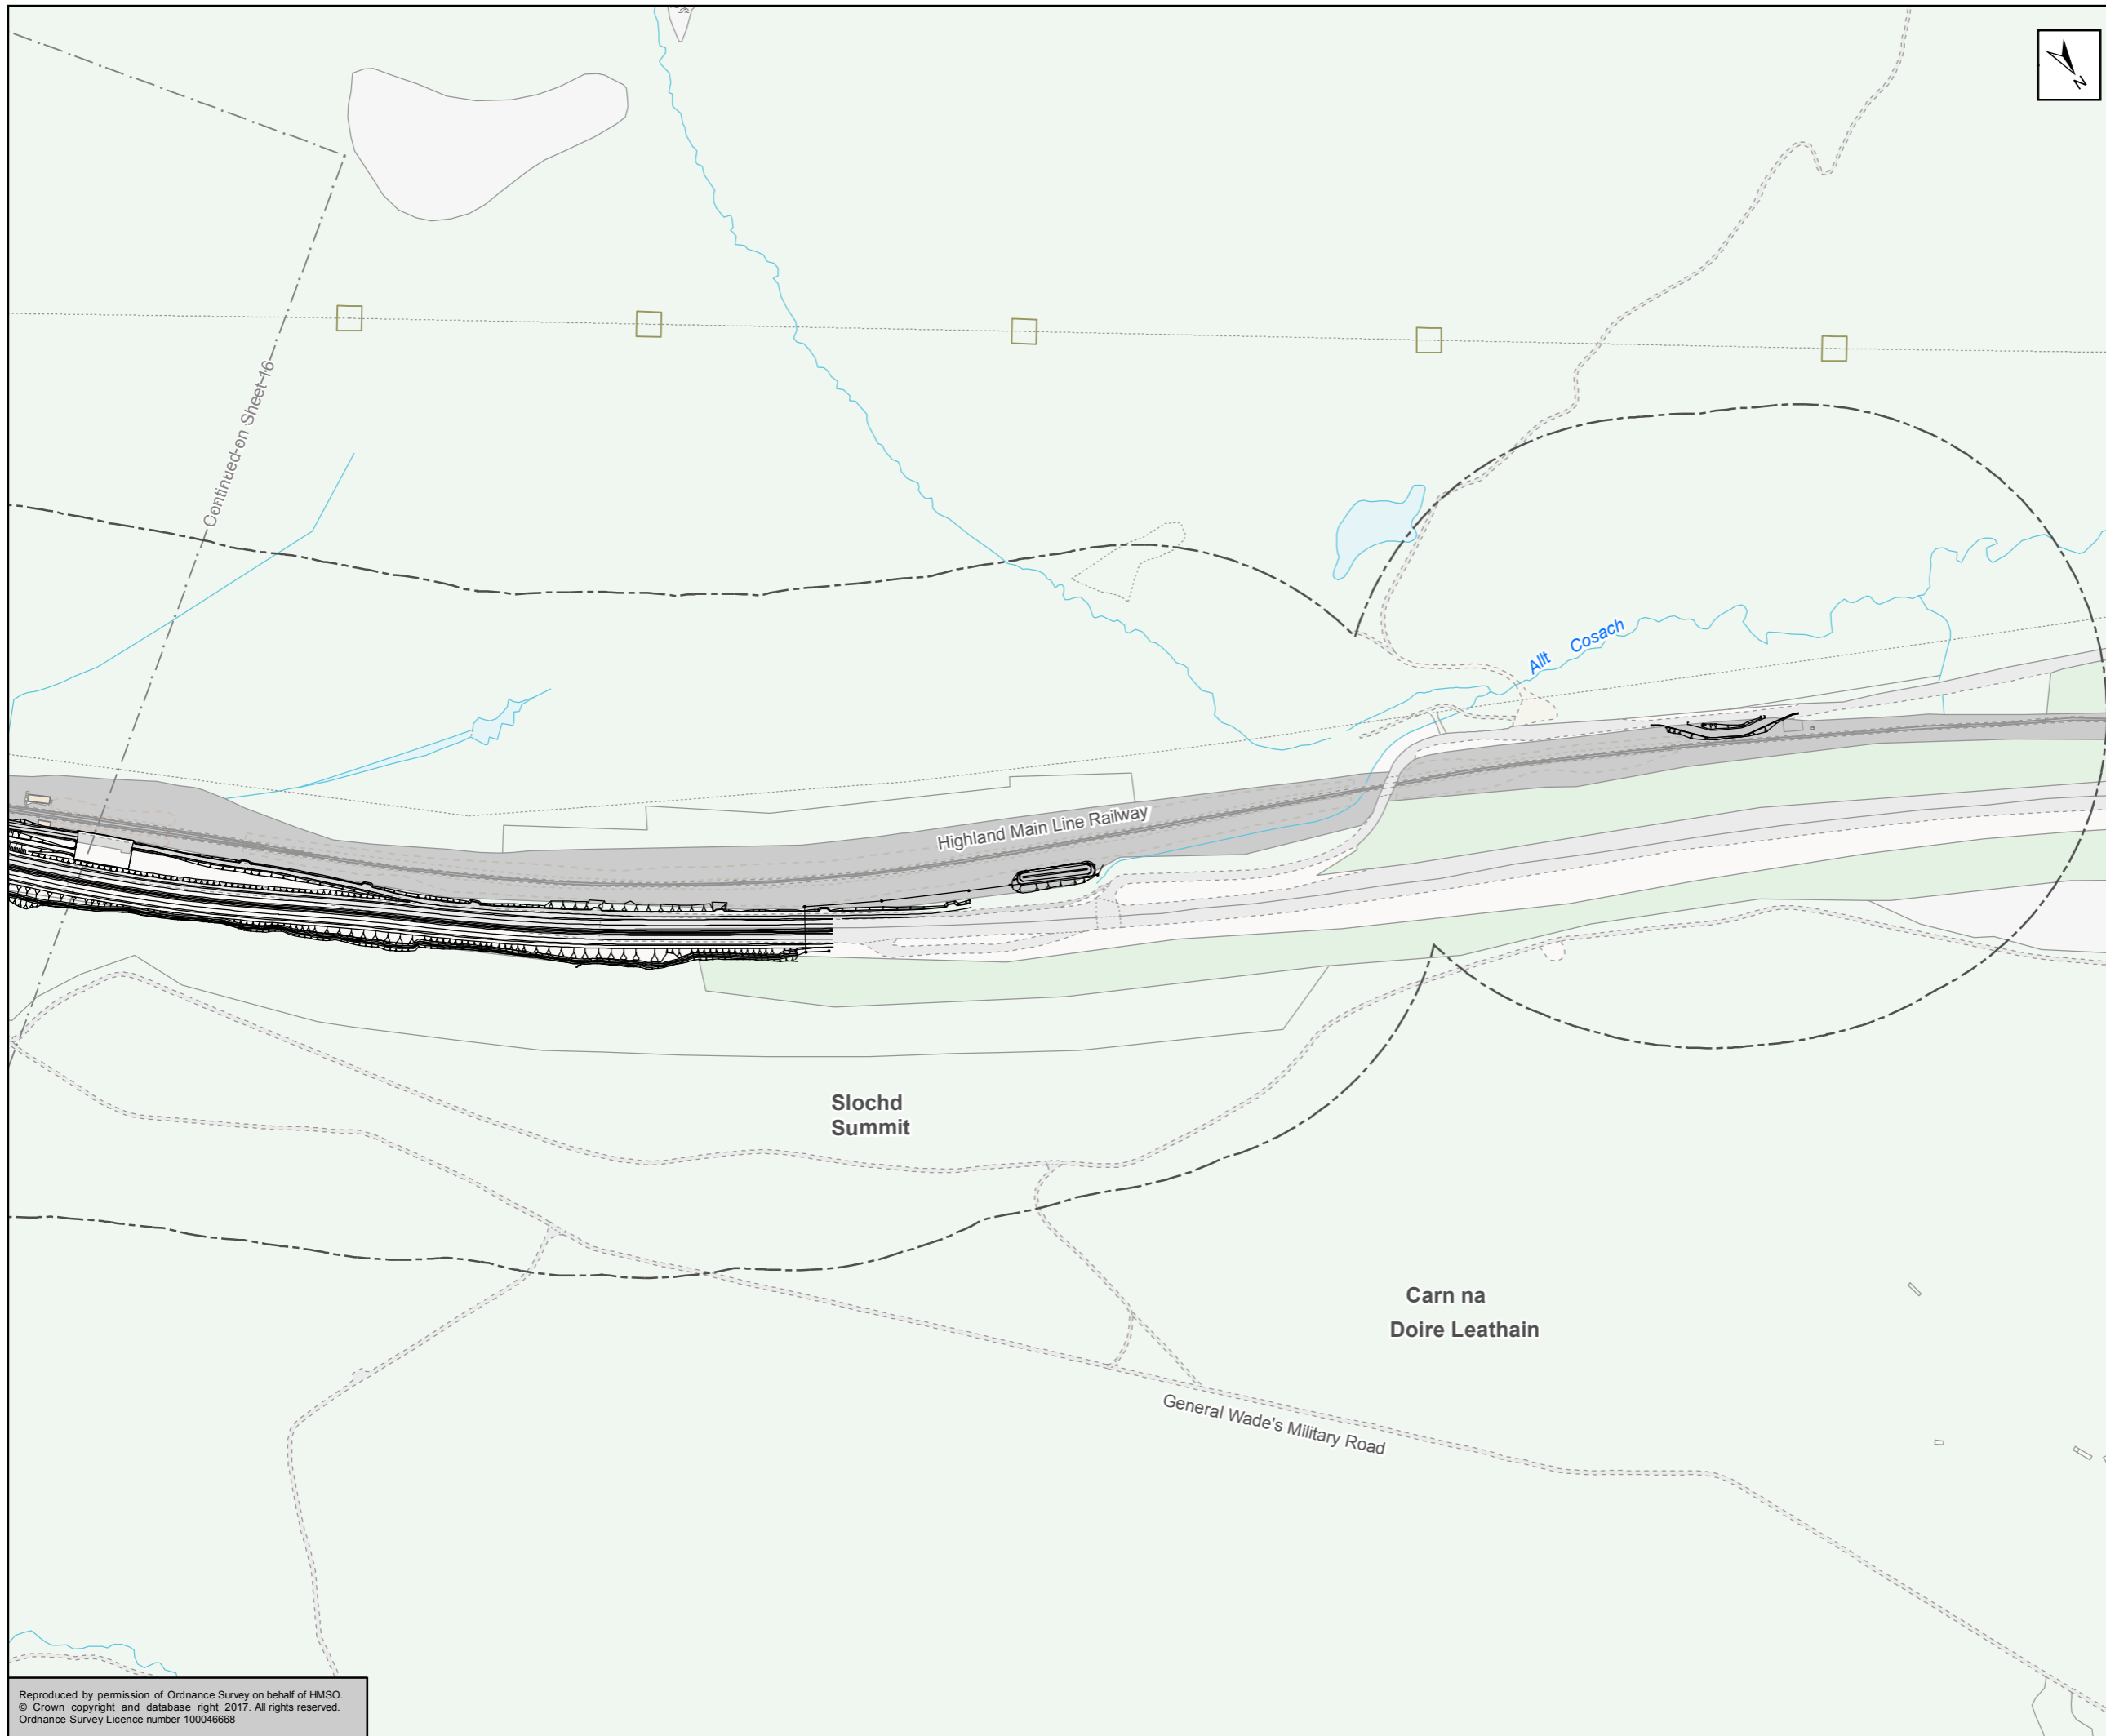 N
Continued on Sheet 16
Allt Cosach
Highland Main Line Railway
Slochd
Summit
Carn na
Doire Leathain
General Wade's Military Road
Reproduced by permission of Ordnance Survey on behalf of HMSO.
© Crown copyright and database right 2017. All rights reserved.
Ordnance Survey Licence number 100046668